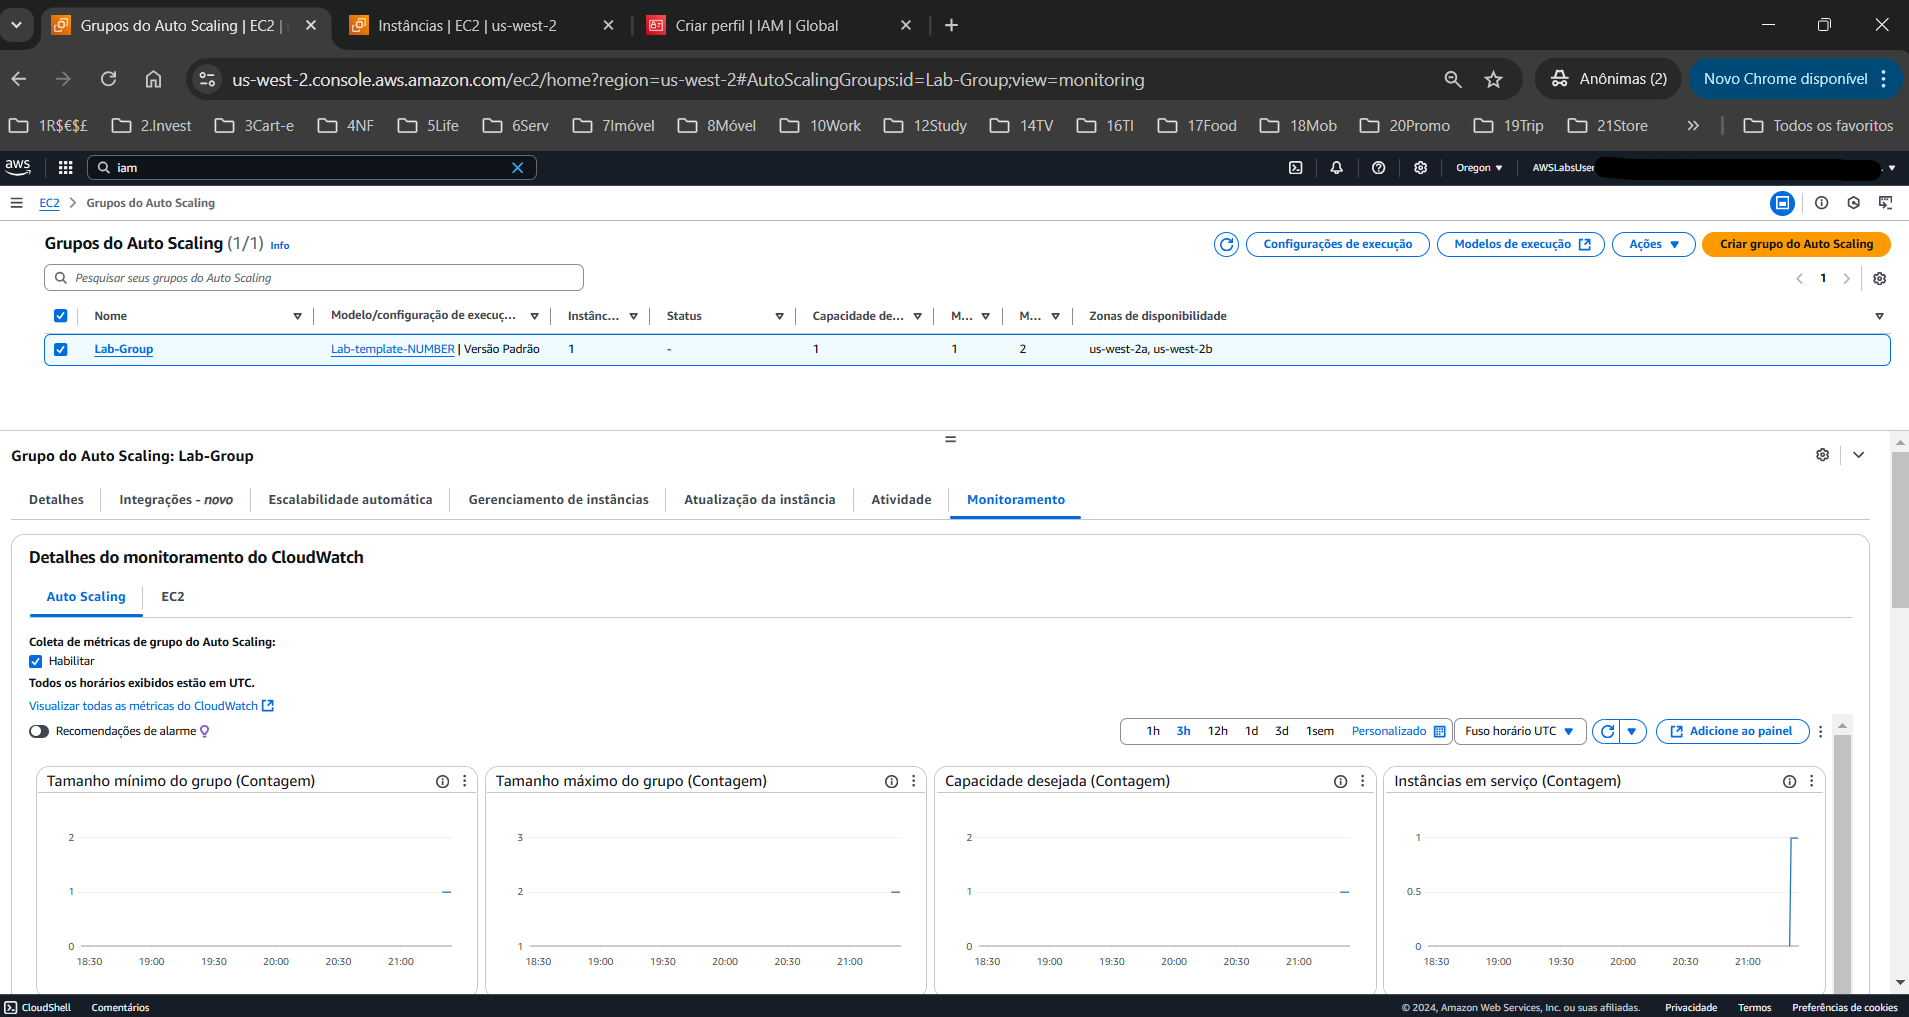 Grupos do Auto Scaling | EC2 |
Instâncias | EC2 | us-west-2
Criar perfil | IAM | Global
us-west-2.console.aws.amazon.com/ec2/home?region=us-west-2#AutoScalingGroups:id=Lab-Group;view=monitoring
Anônimas (2)
Novo Chrome disponível
1R$€$£
2.Invest
3Cart-e
4NF
5Life
6Serv
7Imóvel
8Móvel
10Work
12Study
14TV
16TI
17Food
18Mob
20Promo
19Trip
21Store
Todos os favoritos
aws
iam
Oregon
AWSLabsUser
EC2
Grupos do Auto Scaling
Grupos do Auto Scaling (1/1) Info
Configurações de execução
Modelos de execução
Ações
Criar grupo do Auto Scaling
Pesquisar seus grupos do Auto Scaling
1
Nome
Modelo/configuração de execuç...
Instânc...
Status
Capacidade de...
M...
M...
Zonas de disponibilidade
Lab-Group
Lab-template-NUMBER | Versão Padrão
1
-
1
1
2
us-west-2a, us-west-2b
Grupo do Auto Scaling: Lab-Group
Detalhes
Integrações - novo
Escalabilidade automática
Gerenciamento de instâncias
Atualização da instância
Atividade
Monitoramento
Detalhes do monitoramento do CloudWatch
Auto Scaling
EC2
Coleta de métricas de grupo do Auto Scaling:
Habilitar
Todos os horários exibidos estão em UTC.
Visualizar todas as métricas do CloudWatch
Recomendações de alarme
1h
3h
12h
1d
3d
1sem
Personalizado
Fuso horário UTC
Adicione ao painel
Tamanho mínimo do grupo (Contagem)
2
1
0
18:30
19:00
19:30
20:00
20:30
21:00
Tamanho máximo do grupo (Contagem)
3
2
1
18:30
19:00
19:30
20:00
20:30
21:00
Capacidade desejada (Contagem)
2
1
0
18:30
19:00
19:30
20:00
20:30
21:00
Instâncias em serviço (Contagem)
1
0.5
0
18:30
19:00
19:30
20:00
20:30
21:00
CloudShell
Comentários
© 2024, Amazon Web Services, Inc. ou suas afiliadas.
Privacidade
Termos
Preferências de cookies